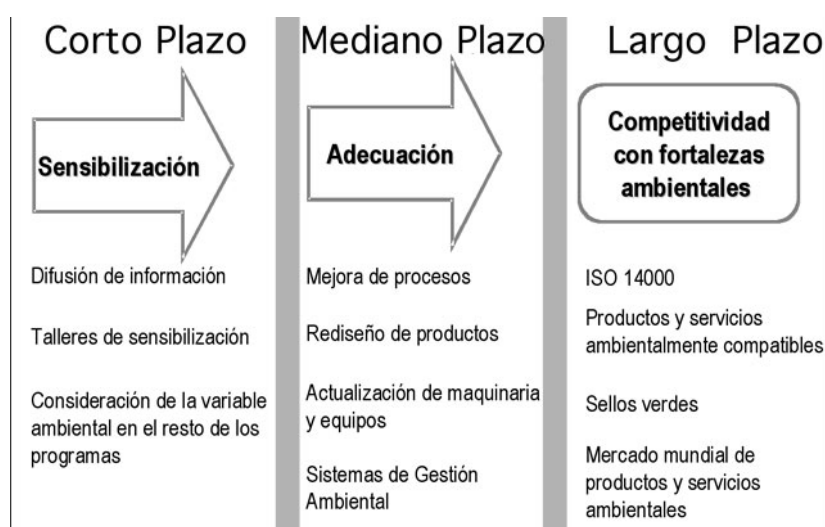 Corto Plazo
Sensibilización
Difusión de información
Talleres de sensibilización
Consideración de la variable
ambiental en el resto de los
programas
Mediano Plazo
Adecuación
Mejora de procesos
Rediseño de productos
Actualización de maquinaria
y equipos
Sistemas de Gestión
Ambiental
Largo Plazo
Competitividad
con fortalezas
ambientales
ISO 14000
Productos y servicios
ambientalmente compatibles
Sellos verdes
Mercado mundial de
productos y servicios
ambientales